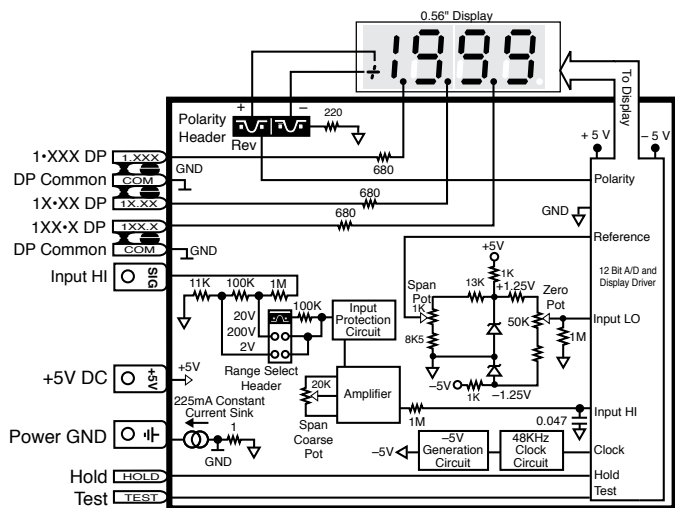 0.56" Display
1.9.9.9.
To Display
+ 5 V
– 5 V
+
–
220
Polarity
Header
Rev
1•XXX DP
1.XXX
GND
680
Polarity
DP Common
COM
1X•XX DP
1X.XX
680
GND
1XX•X DP
1XX.X
680
Reference
DP Common
COM
GND
+5V
Input HI
SIG
11K
100K
1M
1K
+1.25V
12 Bit A/D and
Display Driver
Span
Pot
1K
13K
Zero
Pot
20V
100K
Input
Protection
Circuit
50K
Input LO
200V
2V
8K5
1M
Range Select
Header
+5V DC
+5V
+5V
20K
Amplifier
–5V
1K
–1.25V
225mA Constant
Current Sink
Span
Coarse
Pot
1M
0.047
Input HI
Power GND
1
GND
–5V
–5V
Generation
Circuit
48KHz
Clock
Circuit
Clock
Hold
HOLD
Hold
Test
TEST
Test